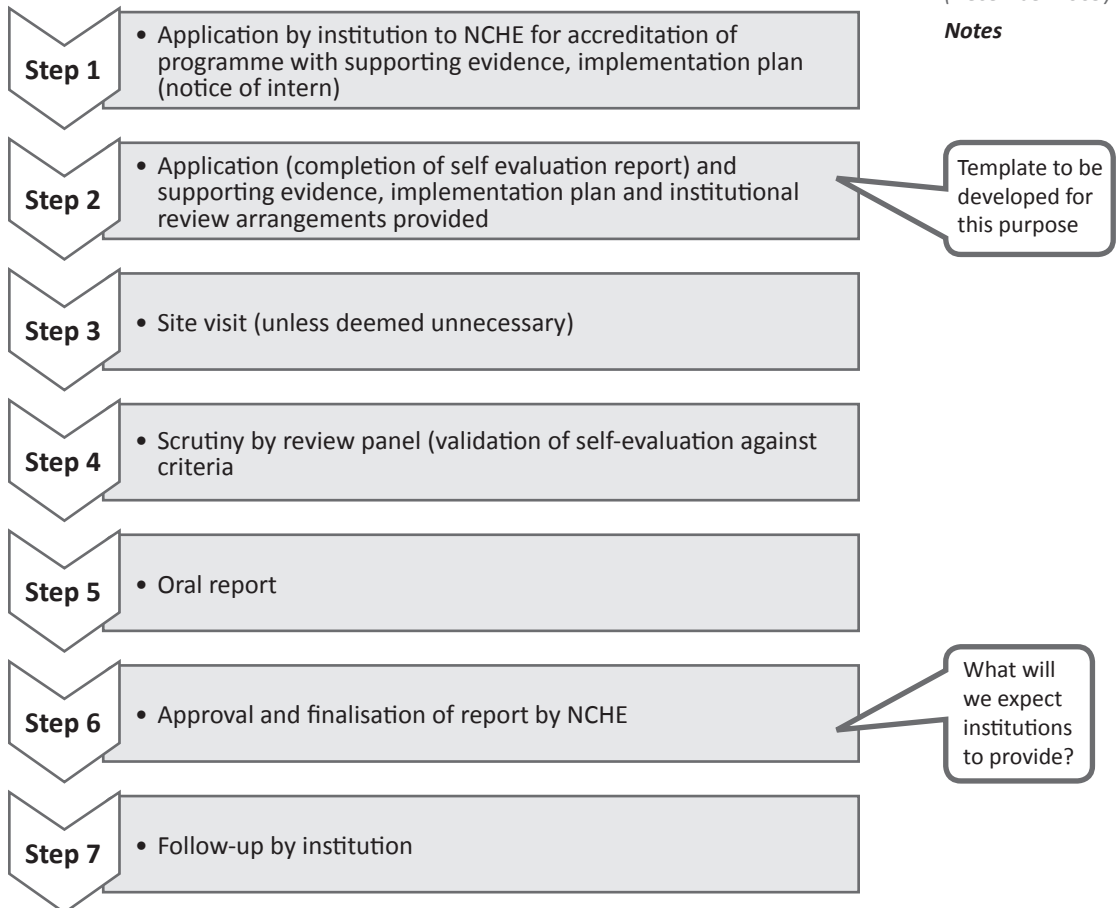 Notes
Step 1
• Application by institution to NCHE for accreditation of
programme with supporting evidence, implementation plan
(notice of intern)
Step 2
• Application (completion of self evaluation report) and
supporting evidence, implementation plan and institutional
review arrangements provided
Template to be
developed for
this purpose
Step 3
• Site visit (unless deemed unnecessary)
Step 4
• Scrutiny by review panel (validation of self-evaluation against
criteria
Step 5
• Oral report
Step 6
• Approval and finalisation of report by NCHE
What will
we expect
institutions
to provide?
Step 7
• Follow-up by institution